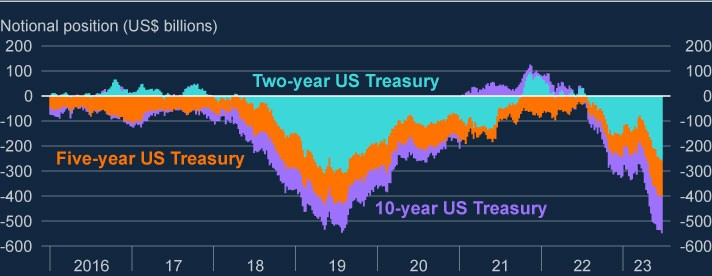 Notional position (US$ billions)
200 200
100 100
0 0
-100 -100
-200 -200
-300 -300
-400 -400
-500 -500
-600 -600
Two-year US Treasury
Five-year US Treasury
10-year US Treasury
2016 17 18 19 20 21 22 23